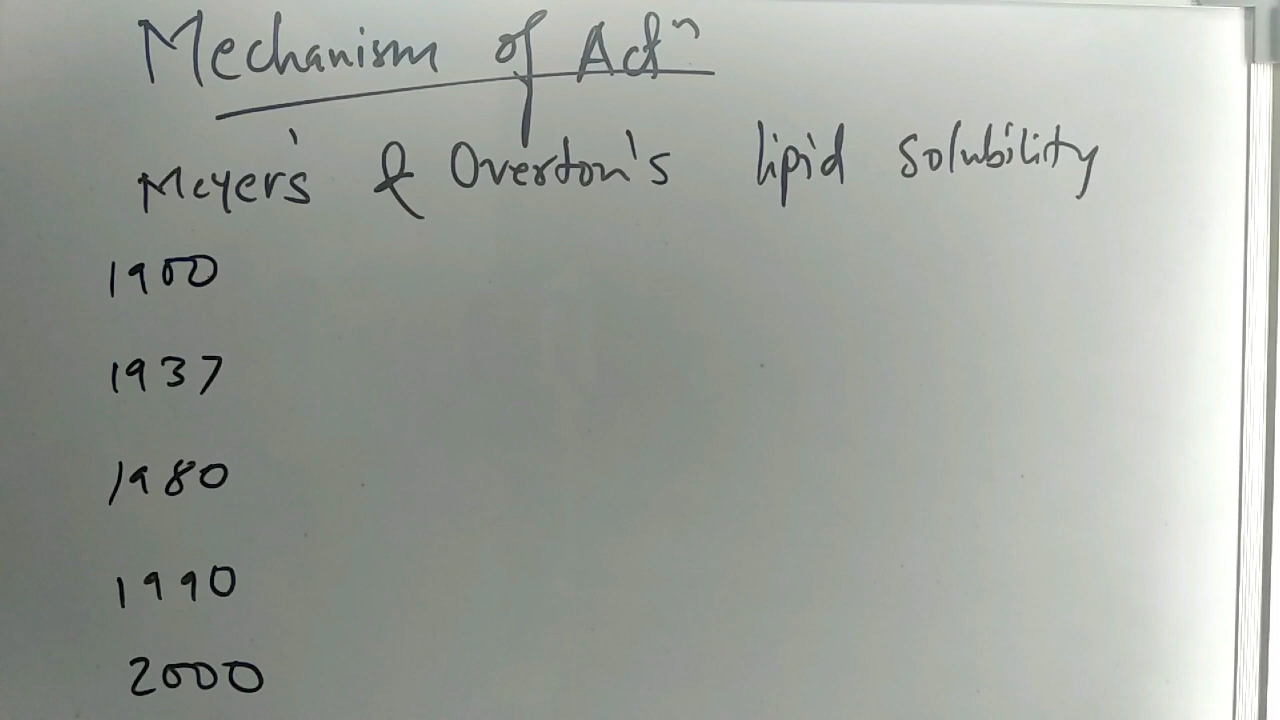 Mechanism of Actⁿ
Meyer's & Overton's lipid solubility
1900
1937
1980
1990
2000